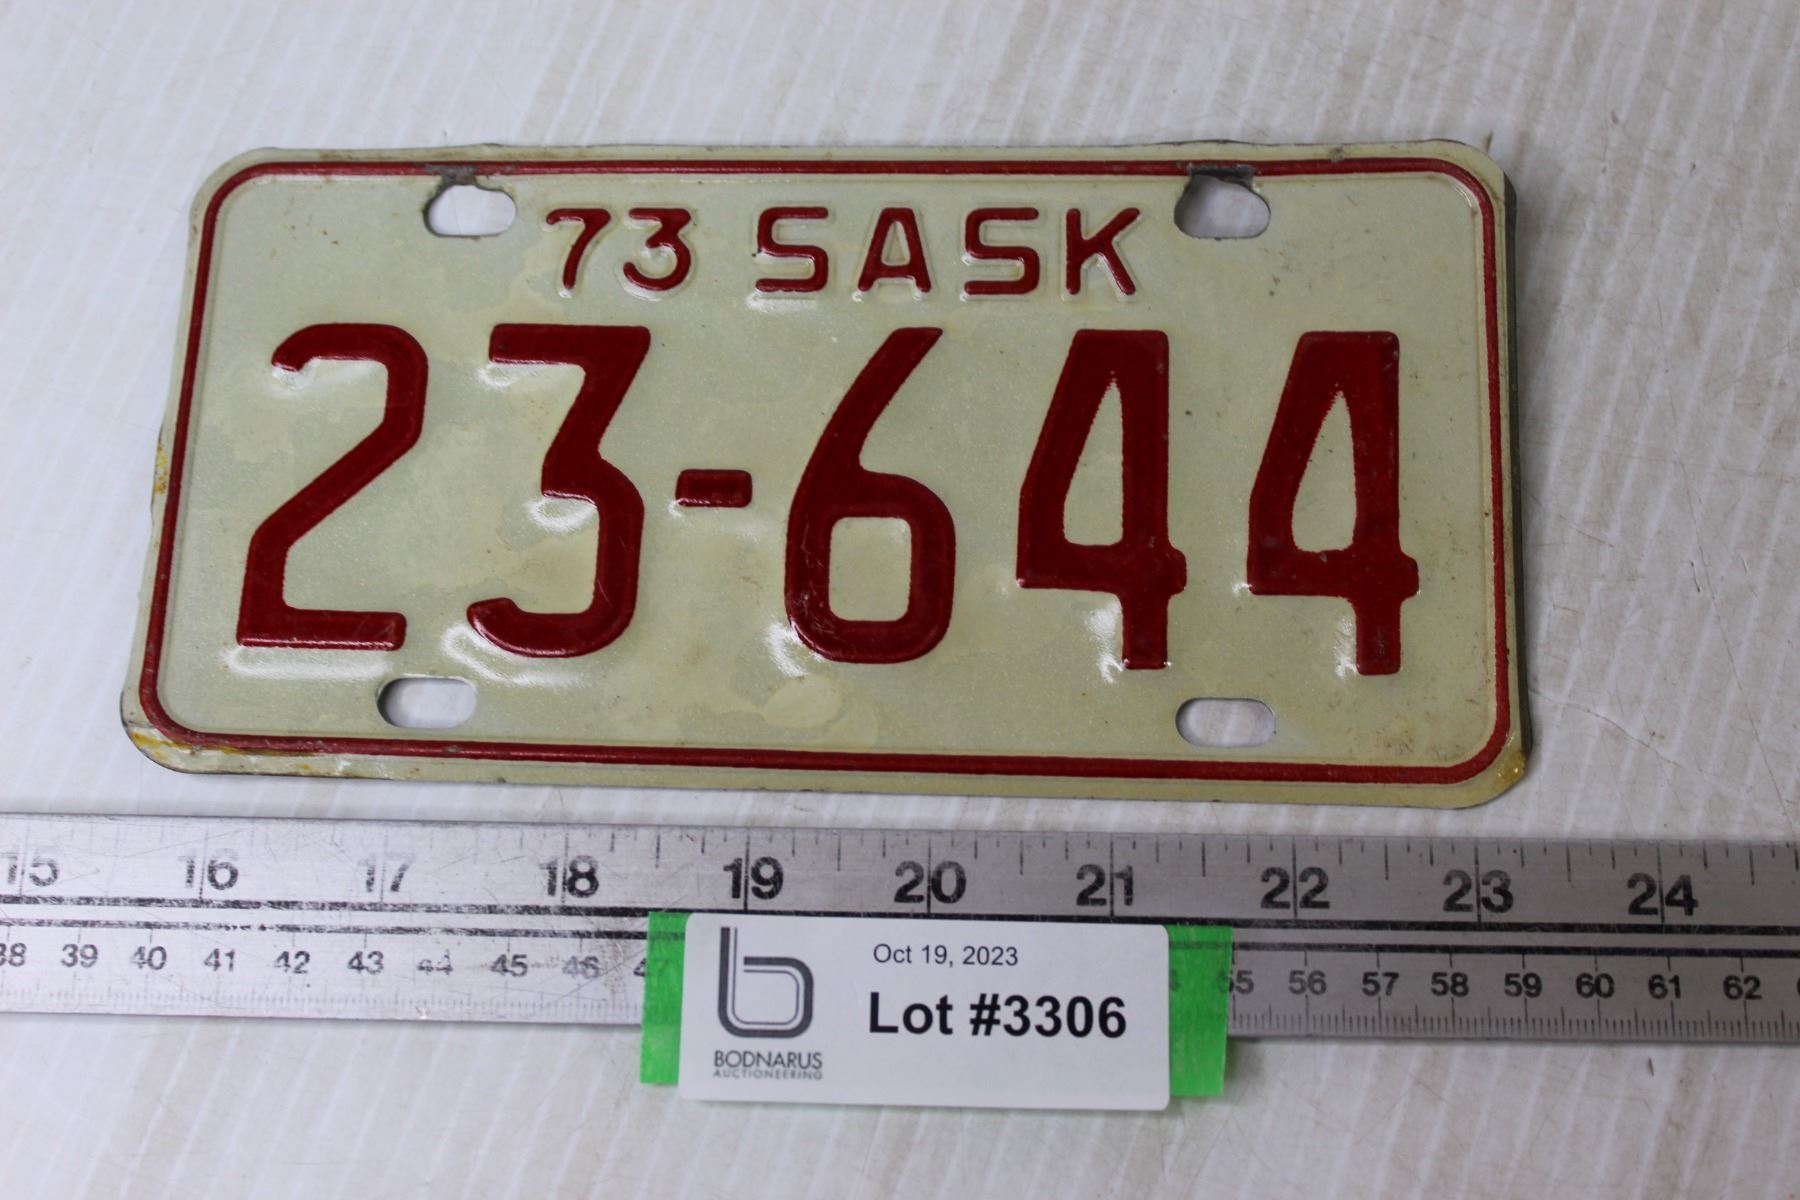 73 SASK
23-644
15 16 17 18 19 20 21 22 23 24
38 39 40 41 42 43 44 45 46 47 55 56 57 58 59 60 61 62
Oct 19, 2023
Lot #3306
BODNARUS
AUCTIONEERING